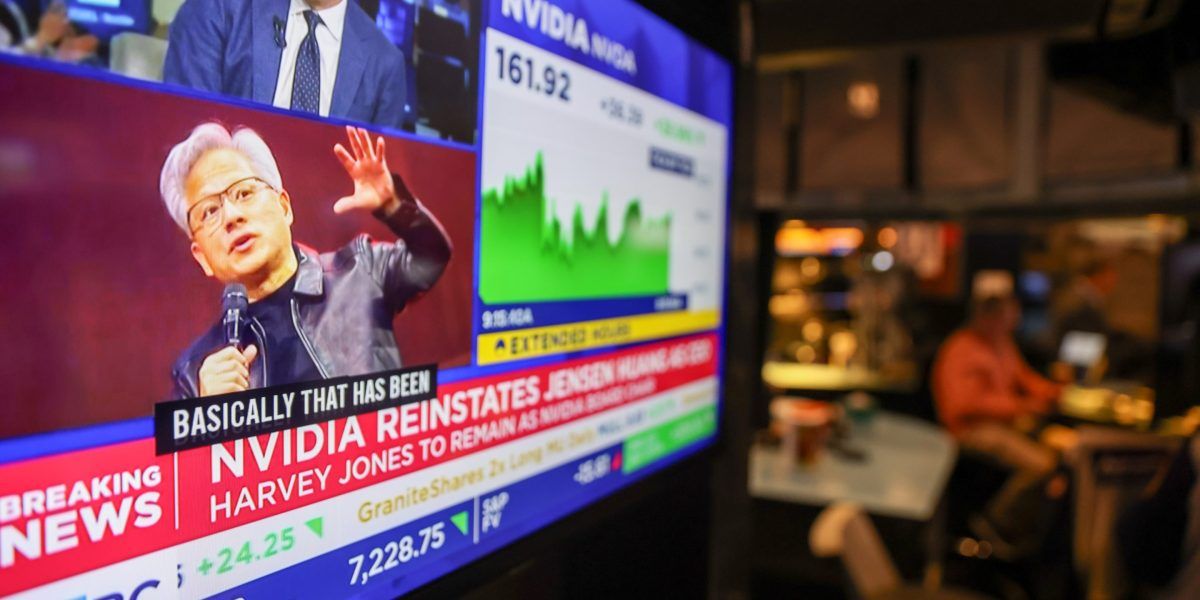 NVIDIA NVDA
161.92
9:15:40A
EXTENDED HOURS
BASICALLY THAT HAS BEEN
BREAKING
NEWS
NVIDIA REINSTATES JENSEN HUANG AS CEO
HARVEY JONES TO REMAIN AS NVIDIA BOARD CHAIR
GraniteShares 2x Long MU Daily
+24.25
7,228.75
S&P
FV